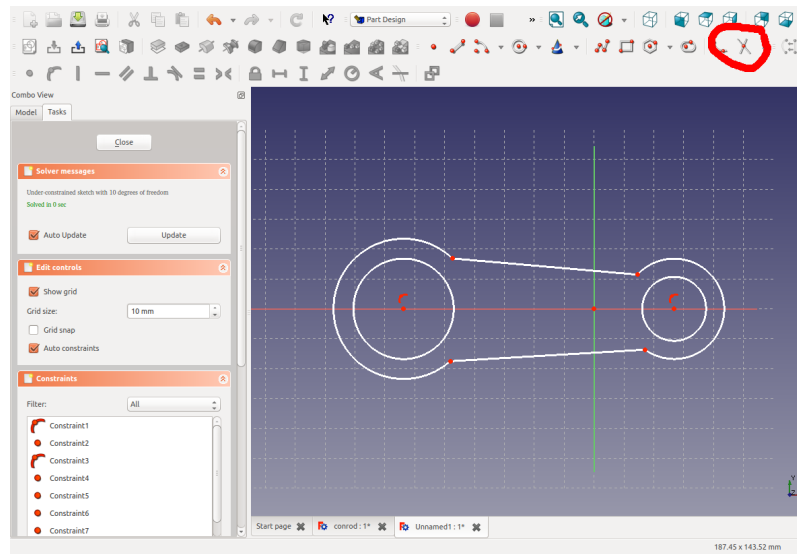 Part Design
»
Combo View
Model
Tasks
Close
Solver messages
Under-constrained sketch with 10 degrees of freedom
Solved in 0 sec
Auto Update
Update
Edit controls
Show grid
Grid size:
10 mm
Grid snap
Auto constraints
Constraints
Filter:
All
Constraint1
Constraint2
Constraint3
Constraint4
Constraint5
Constraint6
Constraint7
Start page
conrod : 1*
Unnamed1 : 1*
Y
187.45 x 143.52 mm